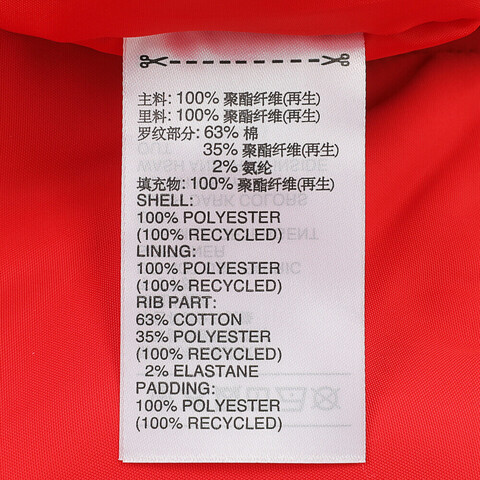 主料: 100% 聚酯纤维(再生)
里料: 100% 聚酯纤维(再生)
罗纹部分: 63% 棉
35% 聚酯纤维(再生)
2% 氨纶
填充物: 100% 聚酯纤维(再生)
SHELL:
100% POLYESTER
(100% RECYCLED)
LINING:
100% POLYESTER
(100% RECYCLED)
RIB PART:
63% COTTON
35% POLYESTER
(100% RECYCLED)
2% ELASTANE
PADDING:
100% POLYESTER
(100% RECYCLED)